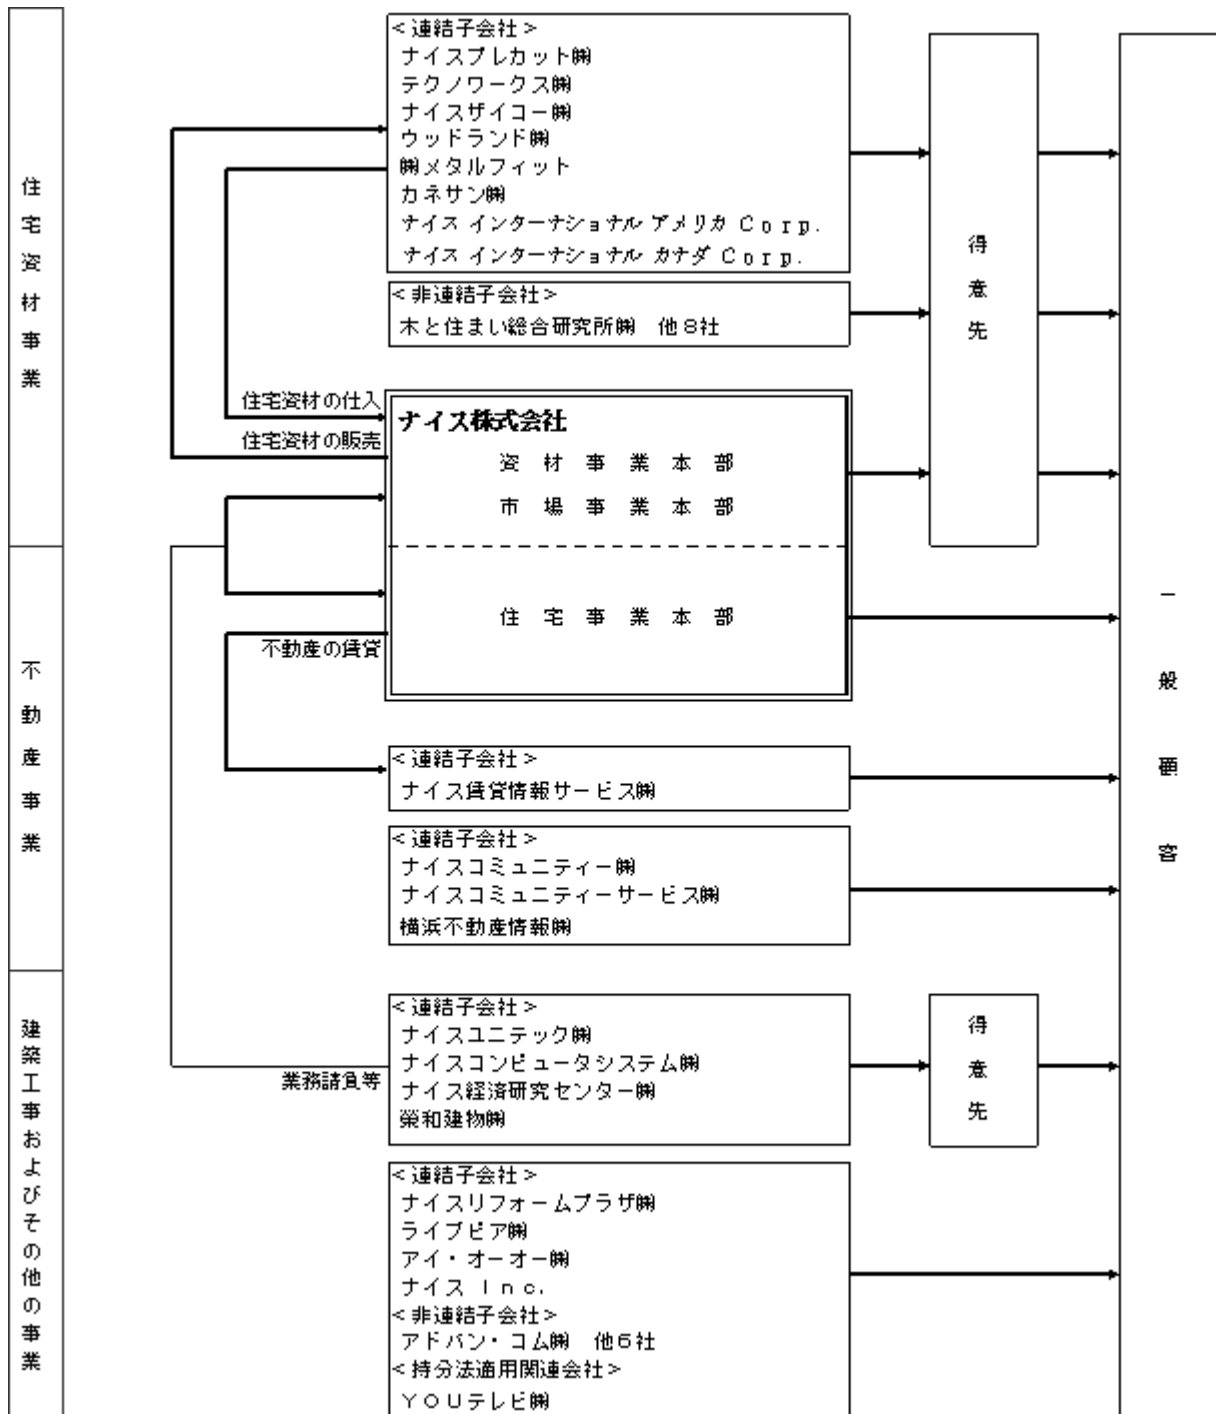 住宅資材事業
<連結子会社>
ナイスプレカット㈱
テクノワークス㈱
ナイスザイコー㈱
ウッドランド㈱
㈱メタルフィット
カネサン㈱
ナイス インターナショナル アメリカ Corp.
ナイス インターナショナル カナダ Corp.
<非連結子会社>
木と住まい総合研究所㈱　他8社
得意先
住宅資材の仕入
住宅資材の販売
ナイス株式会社
資材事業本部
市場事業本部
住宅事業本部
一般顧客
不動産事業
不動産の賃貸
<連結子会社>
ナイス賃貸情報サービス㈱
<連結子会社>
ナイスコミュニティー㈱
ナイスコミュニティーサービス㈱
横浜不動産情報㈱
建築工事およびその他の事業
業務請負等
<連結子会社>
ナイスユニテック㈱
ナイスコンピュータシステム㈱
ナイス経済研究センター㈱
榮和建物㈱
得意先
<連結子会社>
ナイスリフォームプラザ㈱
ライブピア㈱
アイ・オーオー㈱
ナイス Inc.
<非連結子会社>
アドバン・コム㈱　他6社
<持分法適用関連会社>
YOUテレビ㈱